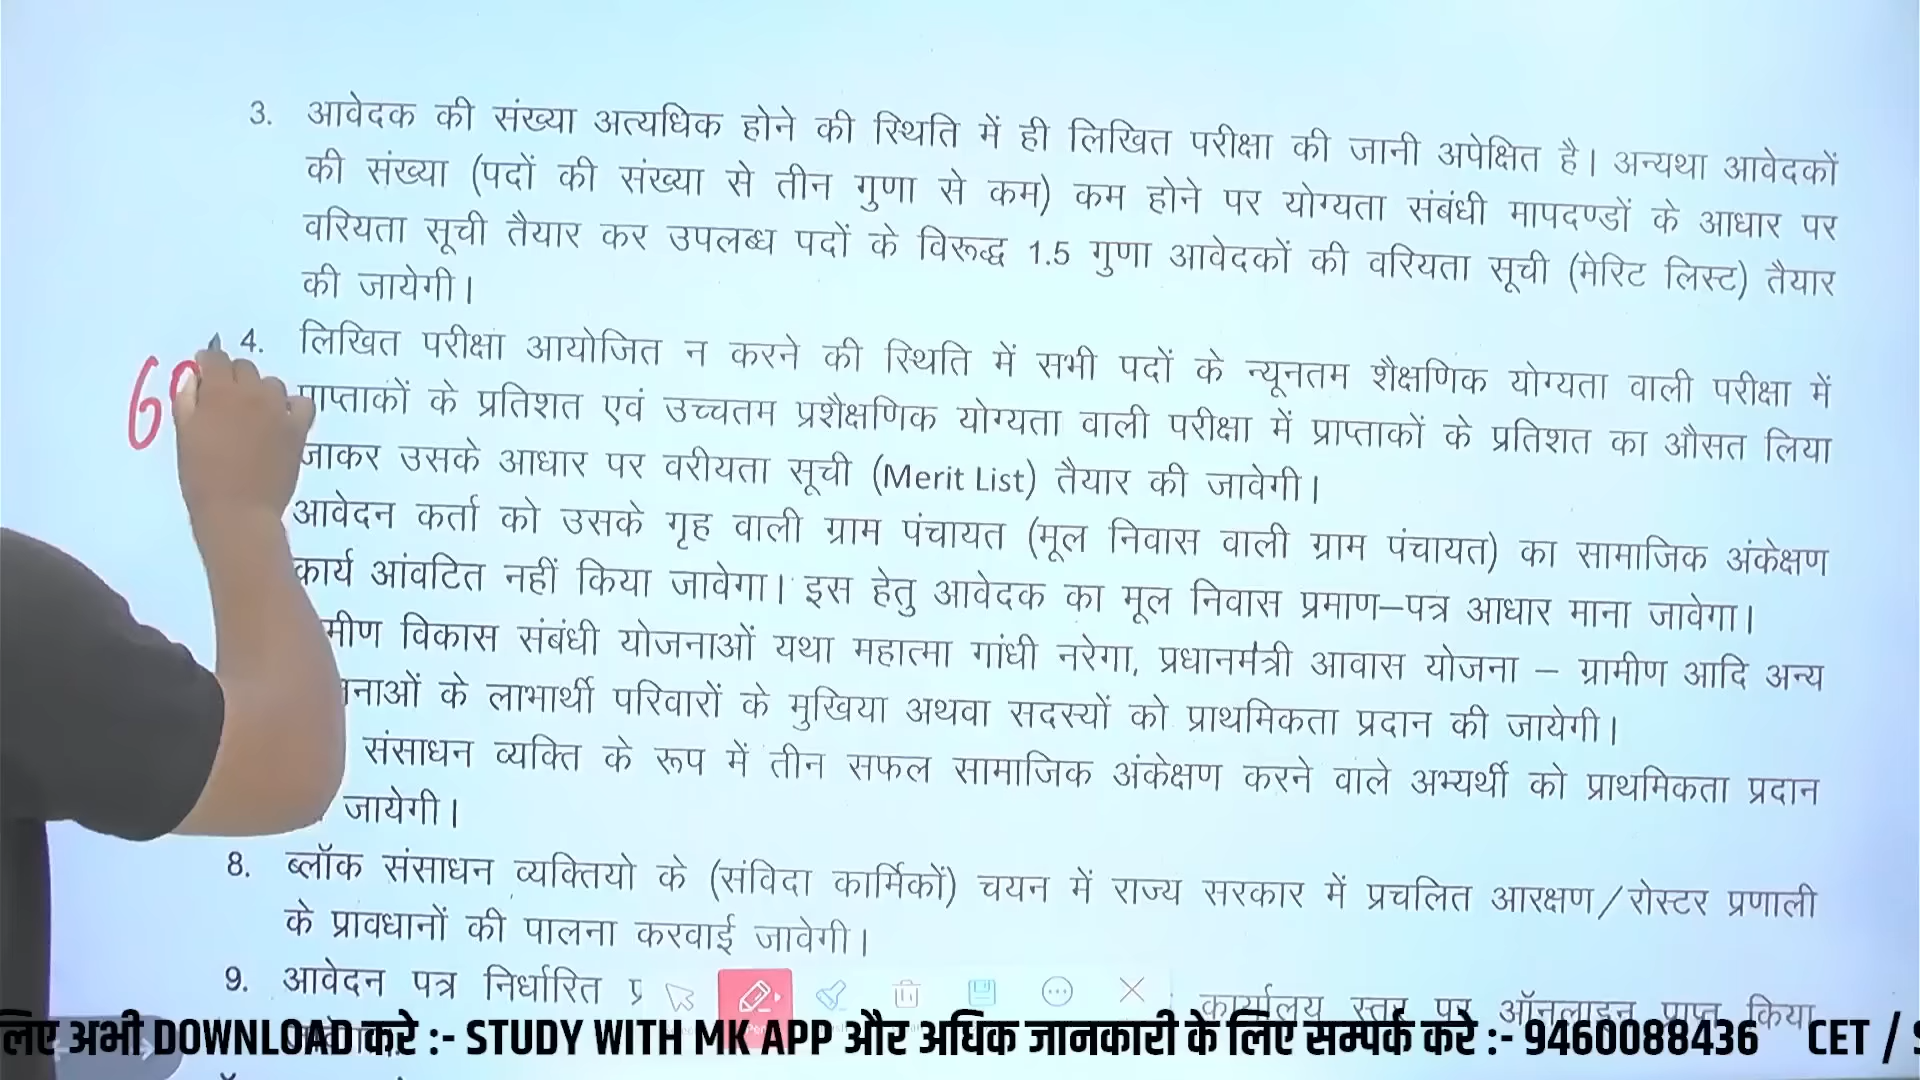 3. आवेदक की संख्या अत्यधिक होने की स्थिति में ही लिखित परीक्षा की जानी अपेक्षित है। अन्यथा आवेदकों
की संख्या (पदों की संख्या से तीन गुणा से कम) कम होने पर योग्यता संबंधी मापदण्डों के आधार पर
वरियता सूची तैयार कर उपलब्ध पदों के विरूद्ध 1.5 गुणा आवेदकों की वरियता सूची (मेरिट लिस्ट) तैयार
की जायेगी।
4. लिखित परीक्षा आयोजित न करने की स्थिति में सभी पदों के न्यूनतम शैक्षणिक योग्यता वाली परीक्षा में
प्राप्ताकों के प्रतिशत एवं उच्चतम प्रशैक्षणिक योग्यता वाली परीक्षा में प्राप्ताकों के प्रतिशत का औसत लिया
जाकर उसके आधार पर वरीयता सूची (Merit List) तैयार की जावेगी।
आवेदन कर्ता को उसके गृह वाली ग्राम पंचायत (मूल निवास वाली ग्राम पंचायत) का सामाजिक अंकेक्षण
कार्य आंवटित नहीं किया जावेगा। इस हेतु आवेदक का मूल निवास प्रमाण–पत्र आधार माना जावेगा।
मीण विकास संबंधी योजनाओं यथा महात्मा गांधी नरेगा, प्रधानमंत्री आवास योजना – ग्रामीण आदि अन्य
नाओं के लाभार्थी परिवारों के मुखिया अथवा सदस्यों को प्राथमिकता प्रदान की जायेगी।
संसाधन व्यक्ति के रूप में तीन सफल सामाजिक अंकेक्षण करने वाले अभ्यर्थी को प्राथमिकता प्रदान
जायेगी।
8. ब्लॉक संसाधन व्यक्तियो के (संविदा कार्मिकों) चयन में राज्य सरकार में प्रचलित आरक्षण/रोस्टर प्रणाली
के प्रावधानों की पालना करवाई जावेगी।
9. आवेदन पत्र निर्धारित प्र कार्यालय स्तर पर ऑनलाइन प्राप्त किया
लिए अभी DOWNLOAD करे :- STUDY WITH MK APP और अधिक जानकारी के लिए सम्पर्क करे :- 9460088436 CET /